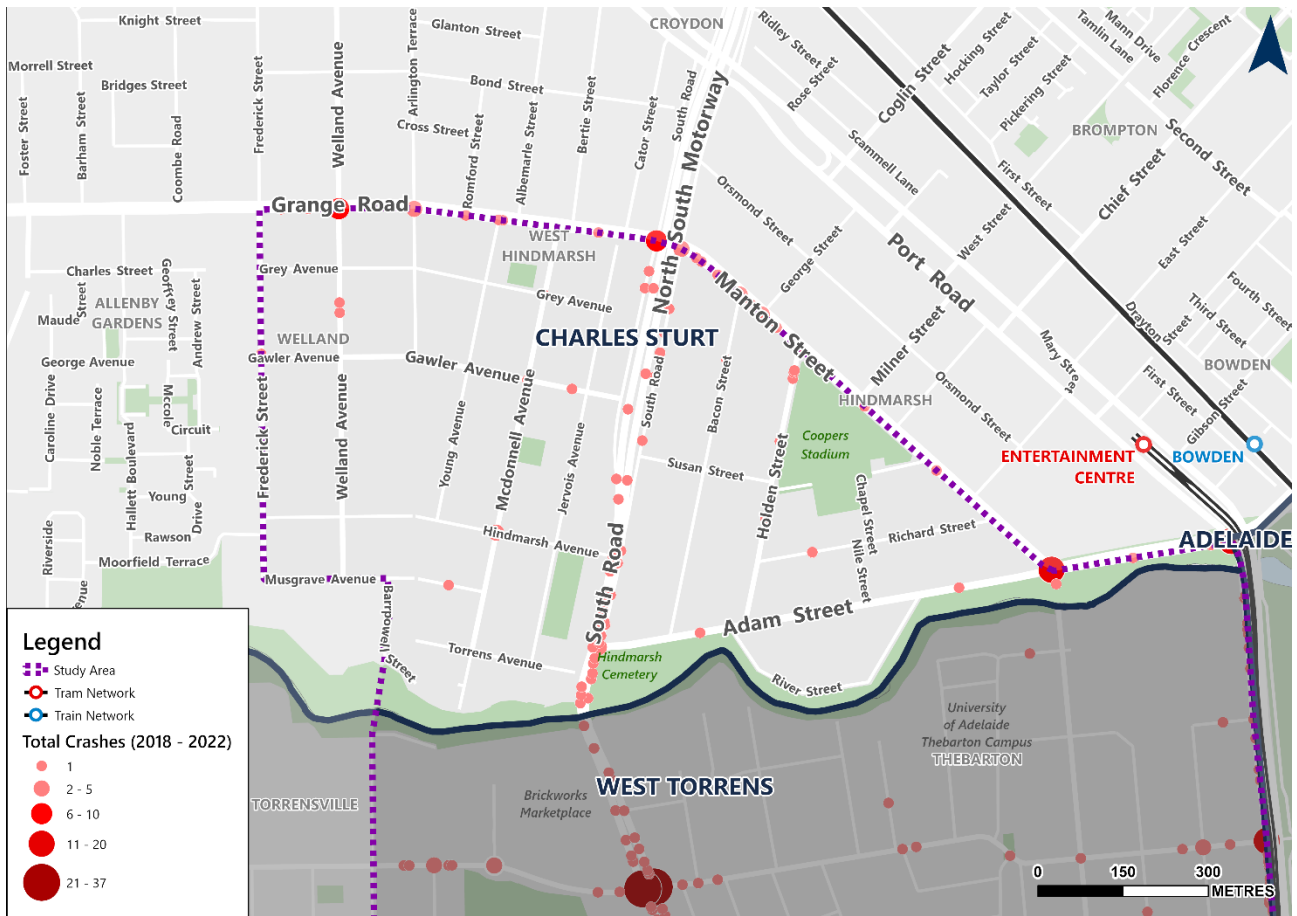 Knight Street
Glanton Street
CROYDON
Ridley Street
Rose Street
Coglin Street
Hocking Street
Taylor Street
Pickering Street
Mann Drive
Tamlin Lane
Florence Crescent
Morrell Street
Bridges Street
Foster Street
Barham Street
Coombe Road
Frederick Street
Welland Avenue
Arlington Terrace
Bond Street
Cross Street
Romford Street
Albemarle Street
Bertie Street
Cator Street
South Road
North South Motorway
Scammell Lane
BROMPTON
Second Street
First Street
Chief Street
Orsmond Street
George Street
West Street
East Street
Port Road
Grange Road
WEST
HINDMARSH
Charles Street
Geoffrey Street
Andrew Street
ALLENBY
GARDENS
Maude
Street
Grey Avenue
Grey Avenue
Manton Street
Milner Street
Mary Street
Drayton
Street
Third Street
Fourth Street
BOWDEN
George Avenue
WELLAND
Gawler Avenue
Gawler Avenue
CHARLES STURT
South Road
Bacon Street
HINDMARSH
Orsmond Street
First Street
Gibson Street
Caroline Drive
Noble Terrace
Mccole
Circuit
Hallett Boulevard
Street
Frederick Street
Welland Avenue
Young Avenue
Mcdonnell Avenue
Jervois Avenue
Susan Street
Holden Street
Coopers
Stadium
ENTERTAINMENT
CENTRE
BOWDEN
Young
Drive
Rawson
Riverside
Moorfield Terrace
Hindmarsh Avenue
Chapel Street
Nile Street
Richard Street
ADELAIDE
Musgrave Avenue
Barrpowell
Street
South Road
Adam Street
Torrens Avenue
Hindmarsh
Cemetery
River Street
University
of Adelaide
Thebarton Campus
THEBARTON
WEST TORRENS
TORRENSVILLE
Brickworks
Marketplace
Legend
Study Area
Tram Network
Train Network
Total Crashes (2018 - 2022)
1
2 - 5
6 - 10
11 - 20
21 - 37
0 150 300
METRES